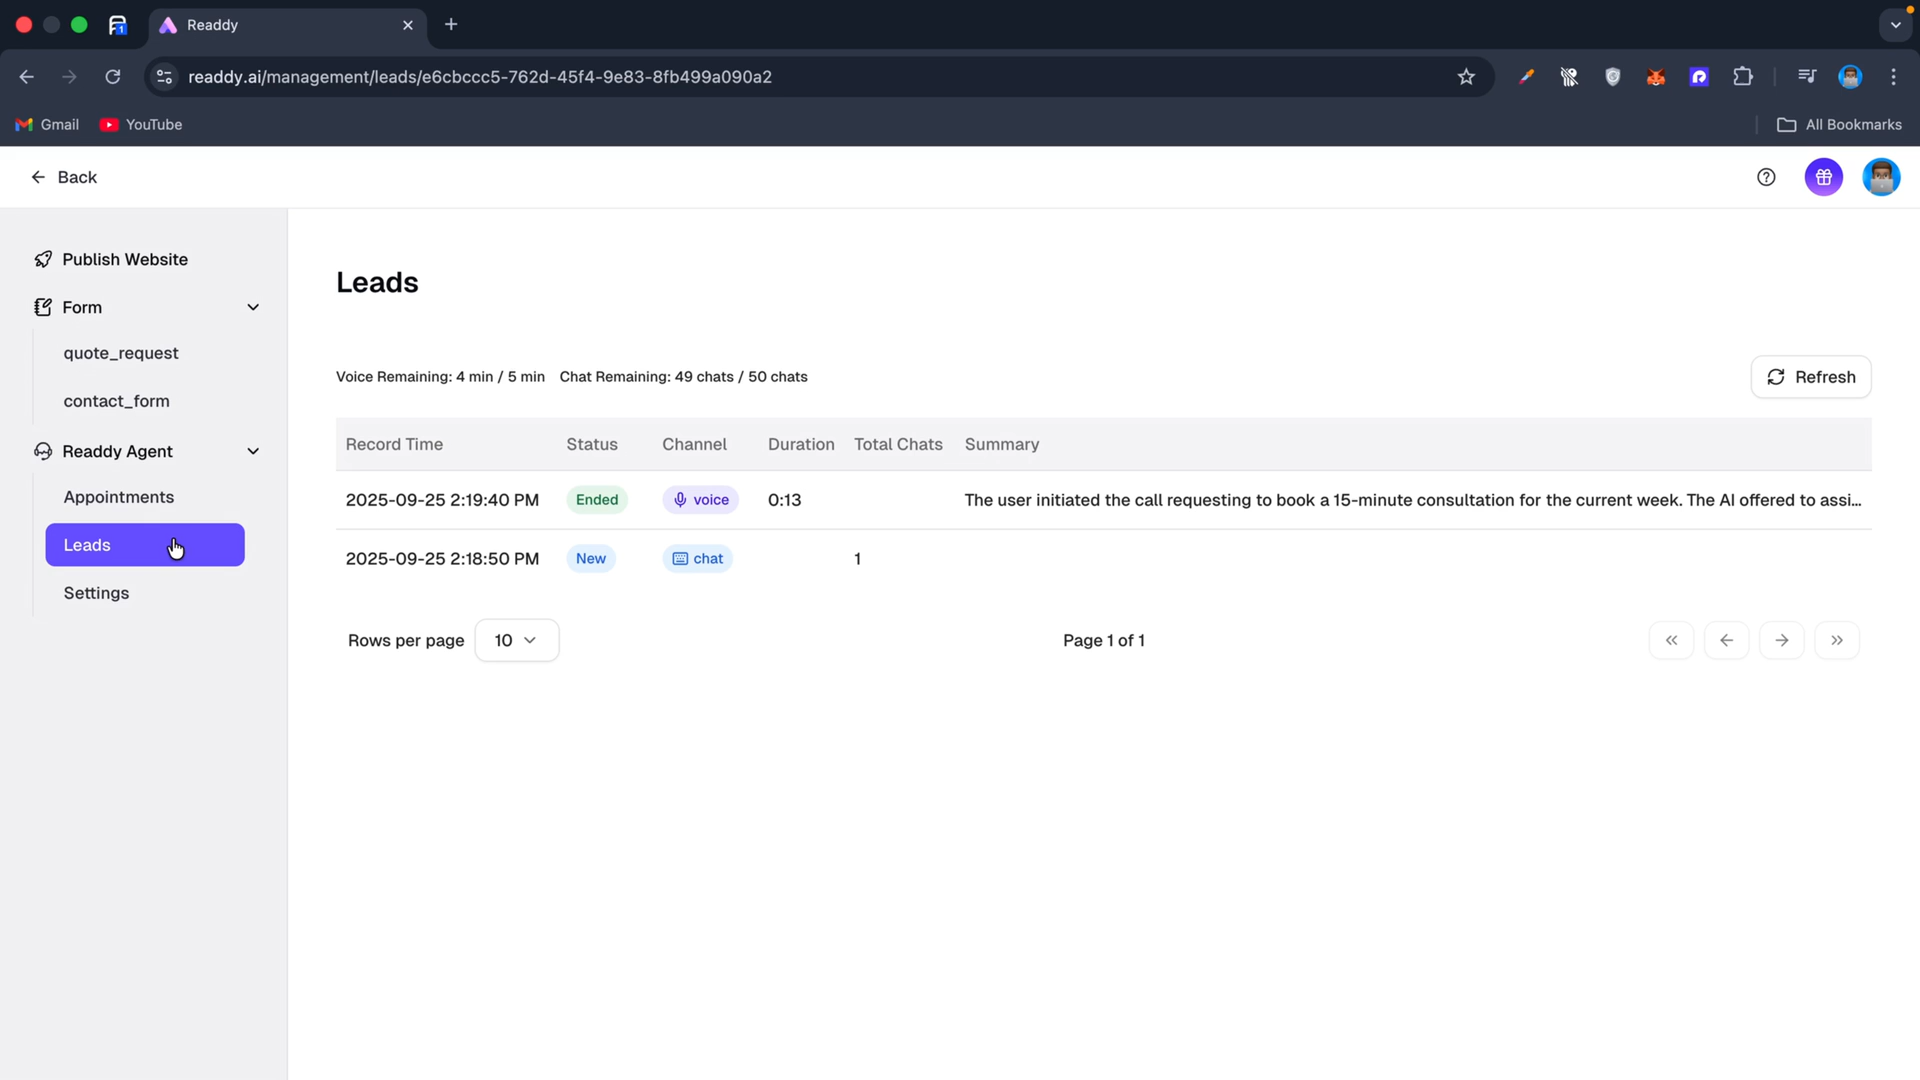 Readdy
readdy.ai/management/leads/e6cbccc5-762d-45f4-9e83-8fb499a090a2
Gmail
YouTube
All Bookmarks
Back
Publish Website
Form
quote_request
contact_form
Readdy Agent
Appointments
Leads
Settings
Leads
Voice Remaining: 4 min / 5 min Chat Remaining: 49 chats / 50 chats
Refresh
Record Time Status Channel Duration Total Chats Summary
2025-09-25 2:19:40 PM Ended voice 0:13 The user initiated the call requesting to book a 15-minute consultation for the current week. The AI offered to assi...
2025-09-25 2:18:50 PM New chat 1
Rows per page 10 Page 1 of 1